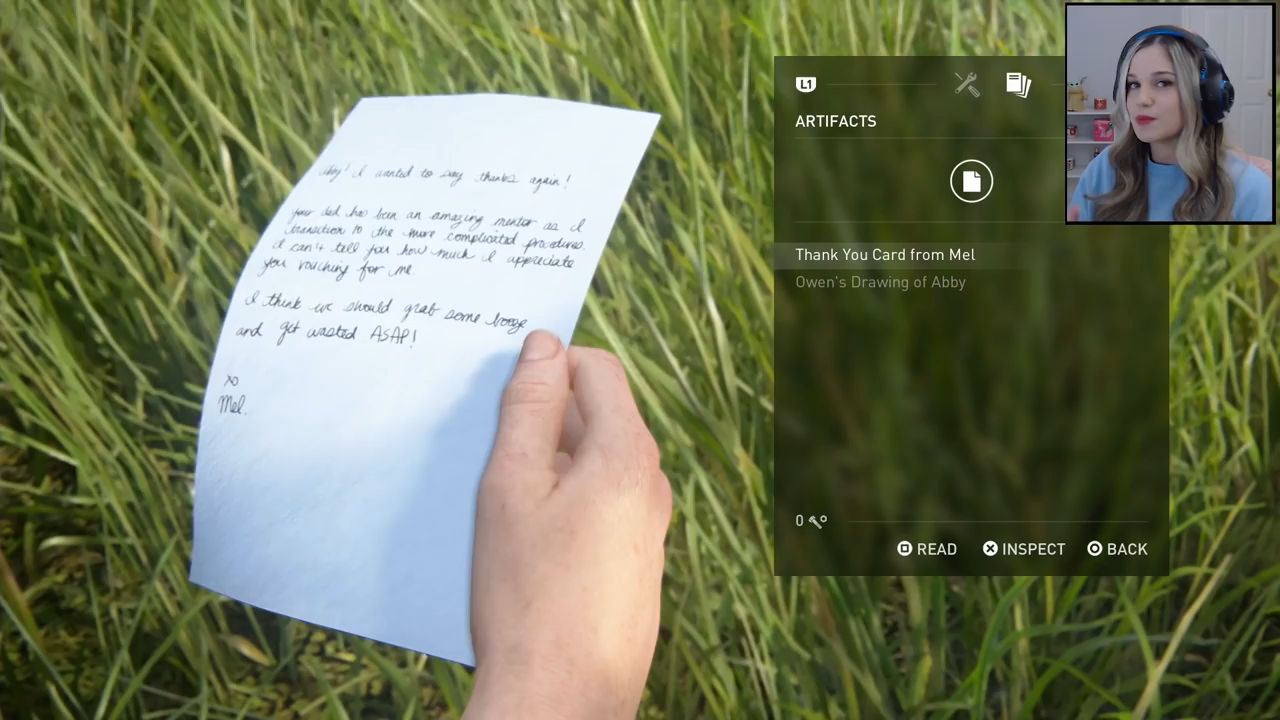 Abby! I wanted to say thanks again!
Your dad has been an amazing mentor as I
transition to the more complicated procedures.
I can't tell you how much I appreciate
you vouching for me
I think we should grab some booze
and get wasted ASAP!
xo
Mel.
L1
ARTIFACTS
Thank You Card from Mel
Owen's Drawing of Abby
0
READ INSPECT BACK